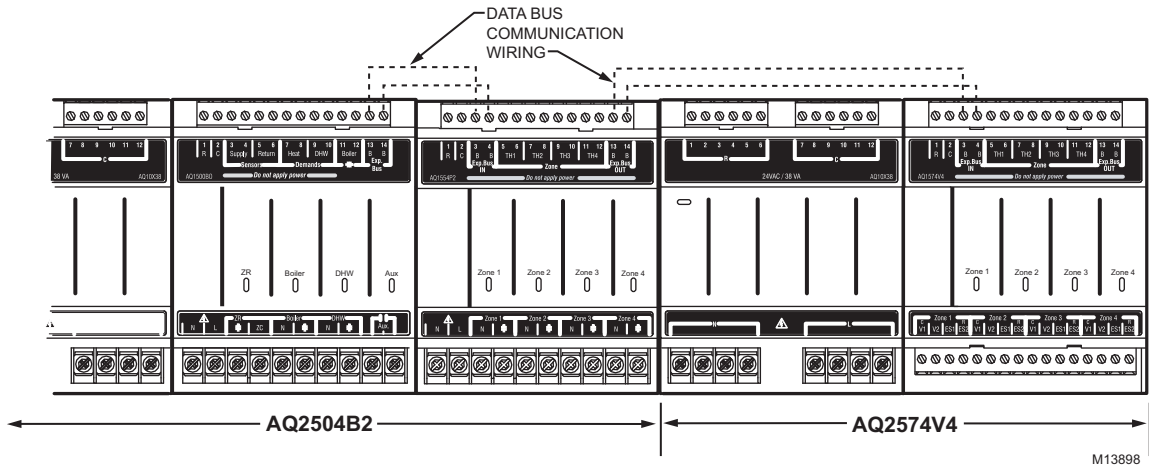 DATA BUS
COMMUNICATION
WIRING
7 8 9 10 11 12
C
38 VA AQ10X38
1 2 3 4 5 6 7 8 9 10 11 12 13 14
R C Supply Return Heat DHW Boiler B B
Sensor Demands Exp.
Bus
AQ1500BQ Do not apply power
1 2 3 4 5 6 7 8 9 10 11 12 13 14
R C B B TH1 TH2 TH3 TH4 B B
Exp.Bus Zone Exp.Bus
IN OUT
AQ1554P2 Do not apply power
1 2 3 4 5 6 7 8 9 10 11 12
R C
24VAC / 38 VA AQ10X38
1 2 3 4 5 6 7 8 9 10 11 12 13 14
R C B B TH1 TH2 TH3 TH4 B B
Exp.Bus Zone Exp.Bus
IN OUT
AQ1574V4 Do not apply power
ZR Boiler DHW Aux
Zone 1 Zone 2 Zone 3 Zone 4
Zone 1 Zone 2 Zone 3 Zone 4
ZR Boiler DHW
N L ZC N N Aux.
Zone 1 Zone 2 Zone 3 Zone 4
N L N N N
Zone 1 Zone 2 Zone 3 Zone 4
V1 V2 ES1 ES2 V1 V2 ES1 ES2 V1 V2 ES1 ES2 V1 V2 ES1 ES2
AQ2504B2
AQ2574V4
M13898